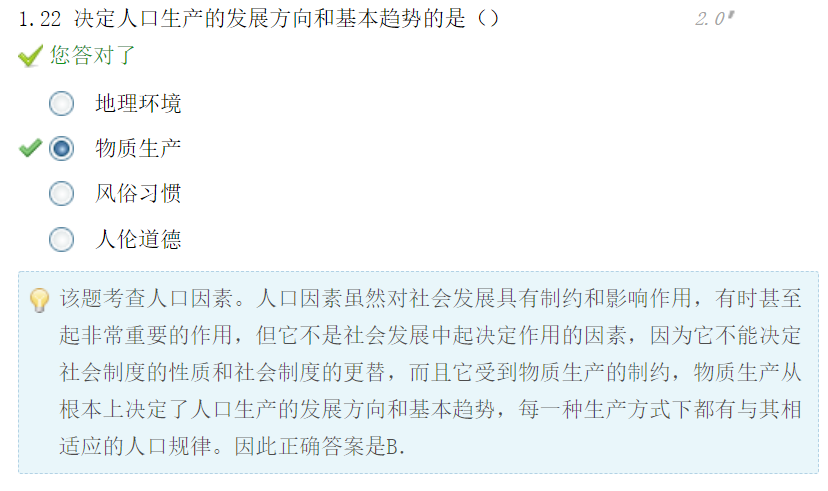 1.22 决定人口生产的发展方向和基本趋势的是（） 2.0'
您答对了
地理环境
物质生产
风俗习惯
人伦道德
该题考查人口因素。人口因素虽然对社会发展具有制约和影响作用，有时甚至
起非常重要的作用，但它不是社会发展中起决定作用的因素，因为它不能决定
社会制度的性质和社会制度的更替，而且它受到物质生产的制约，物质生产从
根本上决定了人口生产的发展方向和基本趋势，每一种生产方式下都有与其相
适应的人口规律。因此正确答案是B.